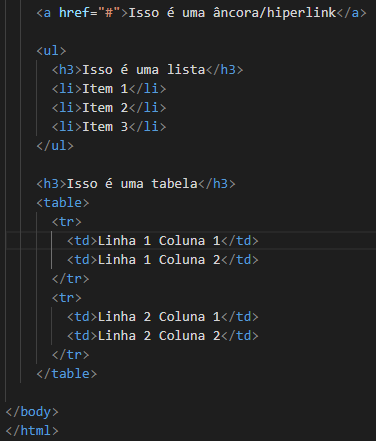 <a href="#">Isso é uma âncora/hiperlink</a>
<ul>
<h3>Isso é uma lista</h3>
<li>Item 1</li>
<li>Item 2</li>
<li>Item 3</li>
</ul>
<h3>Isso é uma tabela</h3>
<table>
<tr>
<td>Linha 1 Coluna 1</td>
<td>Linha 1 Coluna 2</td>
</tr>
<tr>
<td>Linha 2 Coluna 1</td>
<td>Linha 2 Coluna 2</td>
</tr>
</table>
</body>
</html>